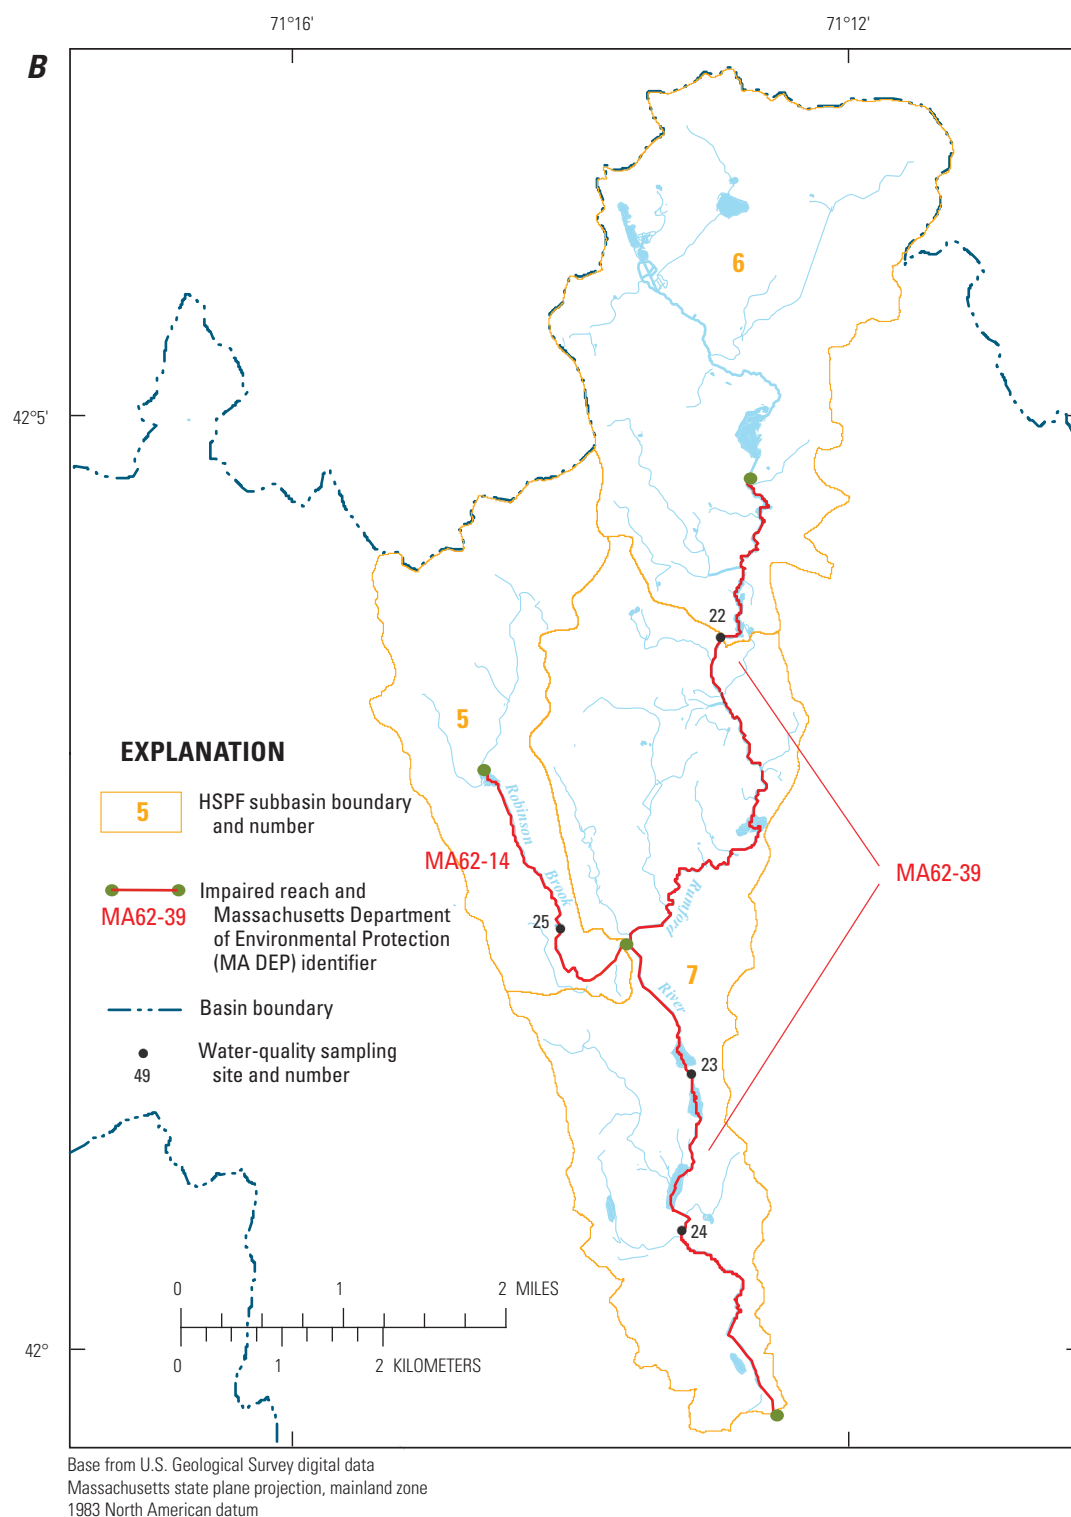 71°16'
71°12'
B
6
42°5'
22
5
EXPLANATION
5
HSPF subbasin boundary
and number
Robinson
Brook
MA62-14
MA62-39
Impaired reach and
Massachusetts Department
of Environmental Protection
(MA DEP) identifier
MA62-39
Rumford
River
25
7
Basin boundary
Water-quality sampling
site and number
49
23
24
0 1 2 MILES
0 1 2 KILOMETERS
42°
Base from U.S. Geological Survey digital data
Massachusetts state plane projection, mainland zone
1983 North American datum